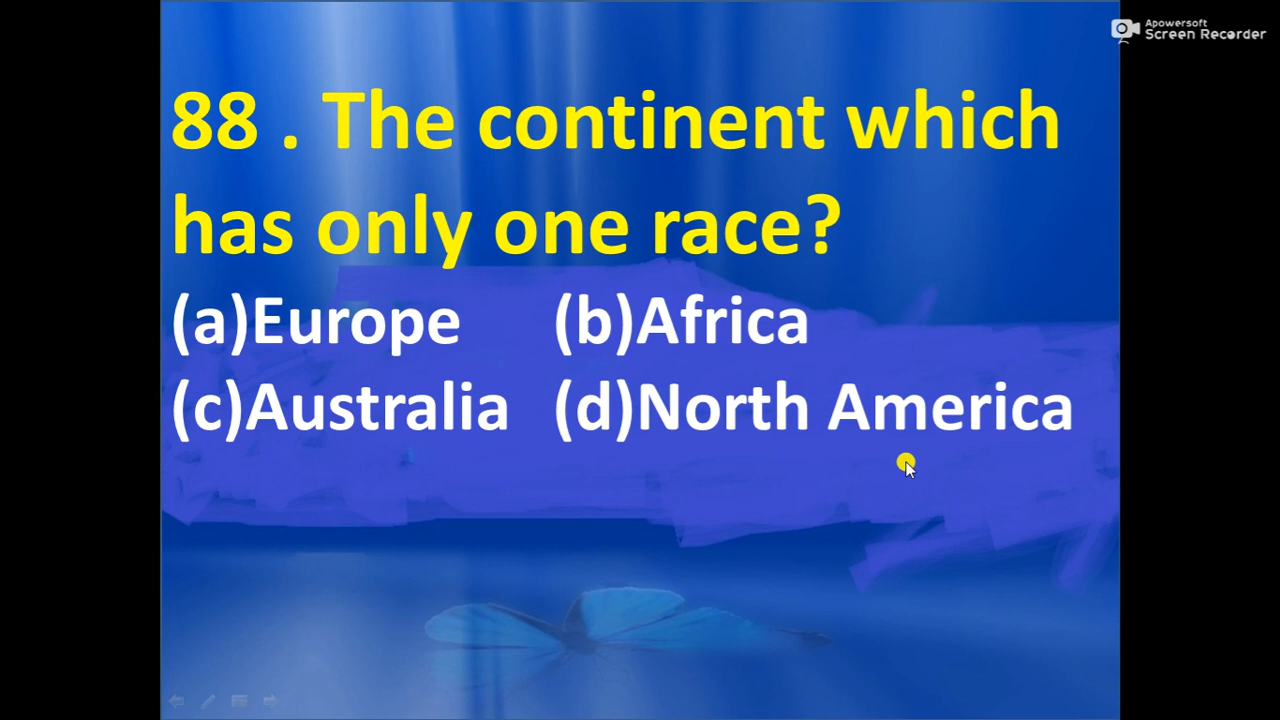 Apowersoft
Screen Recorder
88 . The continent which
has only one race?
(a)Europe (b)Africa
(c)Australia (d)North America